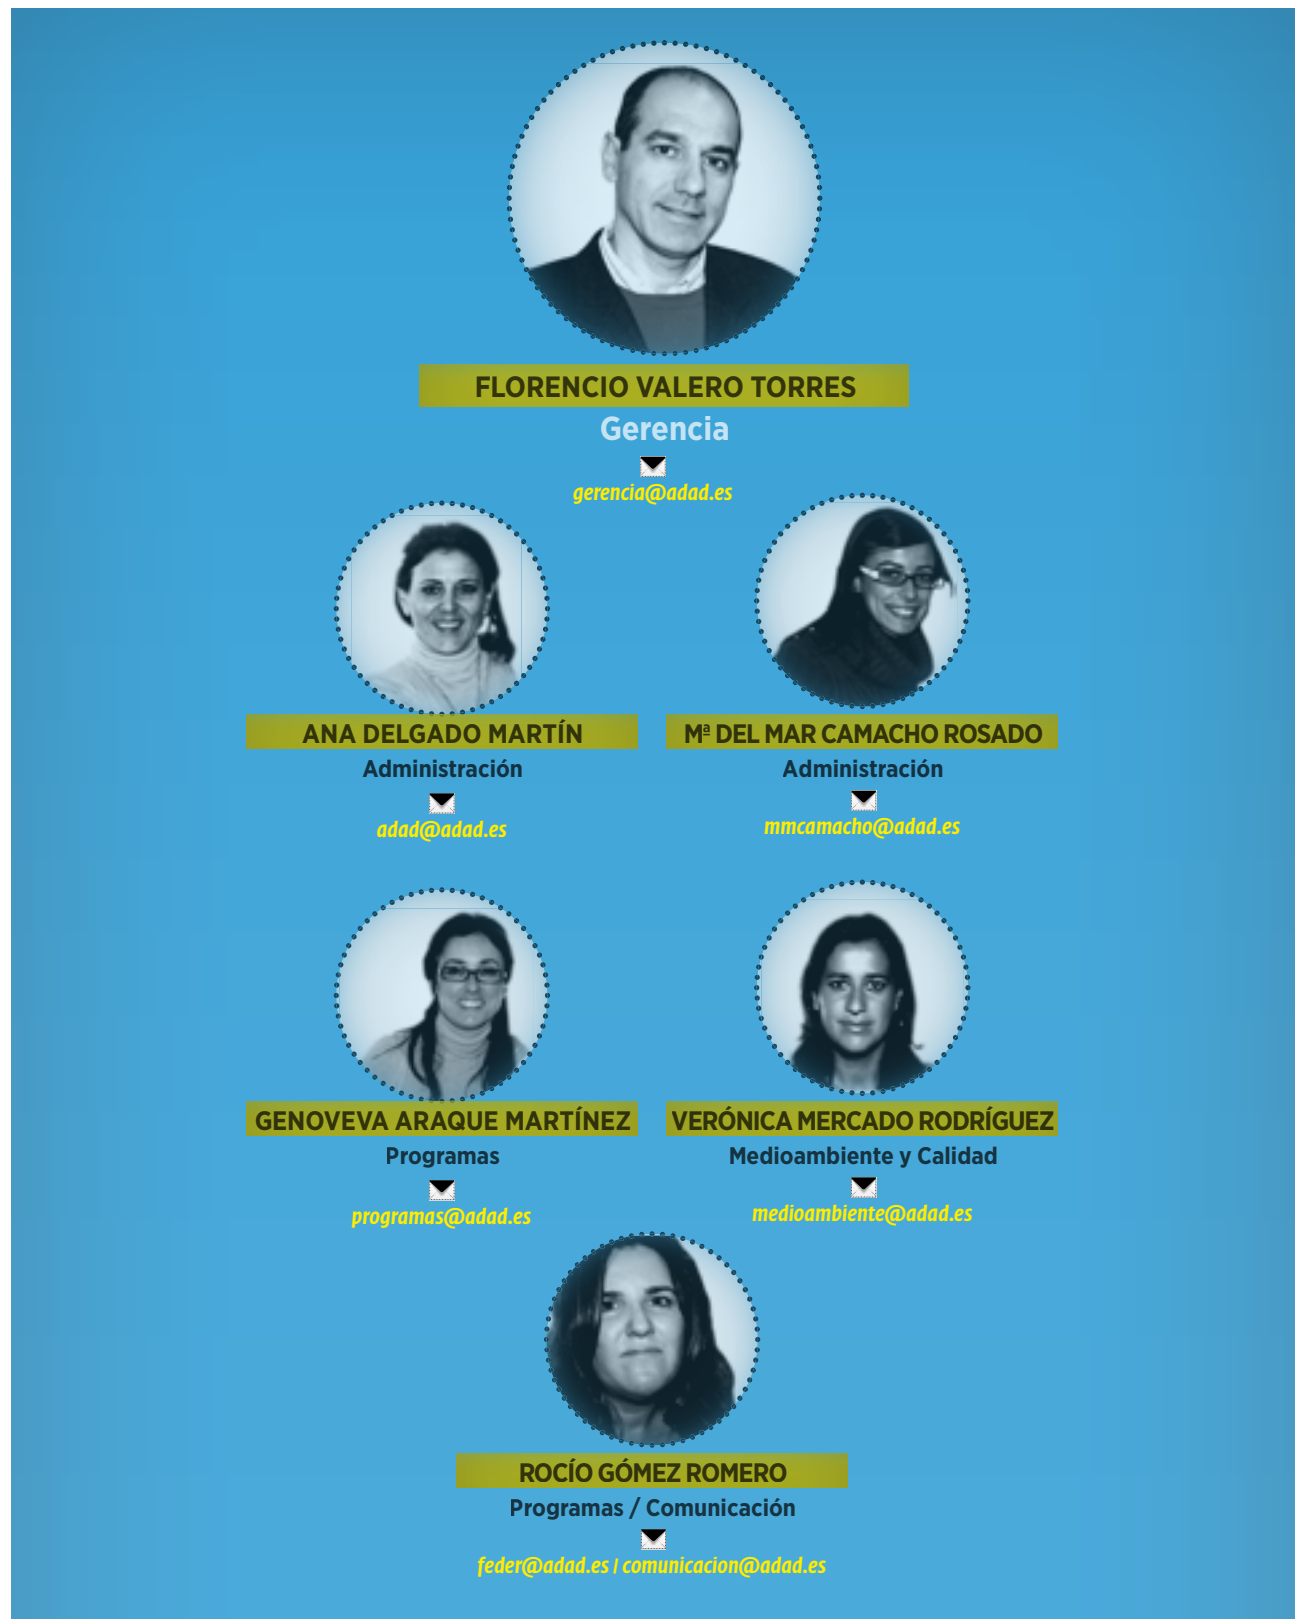 FLORENCIO VALERO TORRES
Gerencia
gerencia@adad.es
ANA DELGADO MARTÍN
Administración
adad@adad.es
Mª DEL MAR CAMACHO ROSADO
Administración
mmcamacho@adad.es
GENOVEVA ARAQUE MARTÍNEZ
Programas
programas@adad.es
VERÓNICA MERCADO RODRÍGUEZ
Medioambiente y Calidad
medioambiente@adad.es
ROCÍO GÓMEZ ROMERO
Programas / Comunicación
feder@adad.es / comunicacion@adad.es